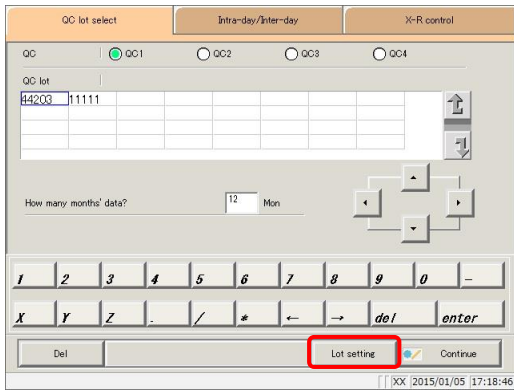 QC lot select Intra-day/Inter-day X-R control
QC QC1 QC2 QC3 QC4
QC lot
44203 11111
How many months' data? 12 Mon
1 2 3 4 5 6 7 8 9 0 -
X Y Z . / * ← → del enter
Del Lot setting Continue
XX 2015/01/05 17:18:46